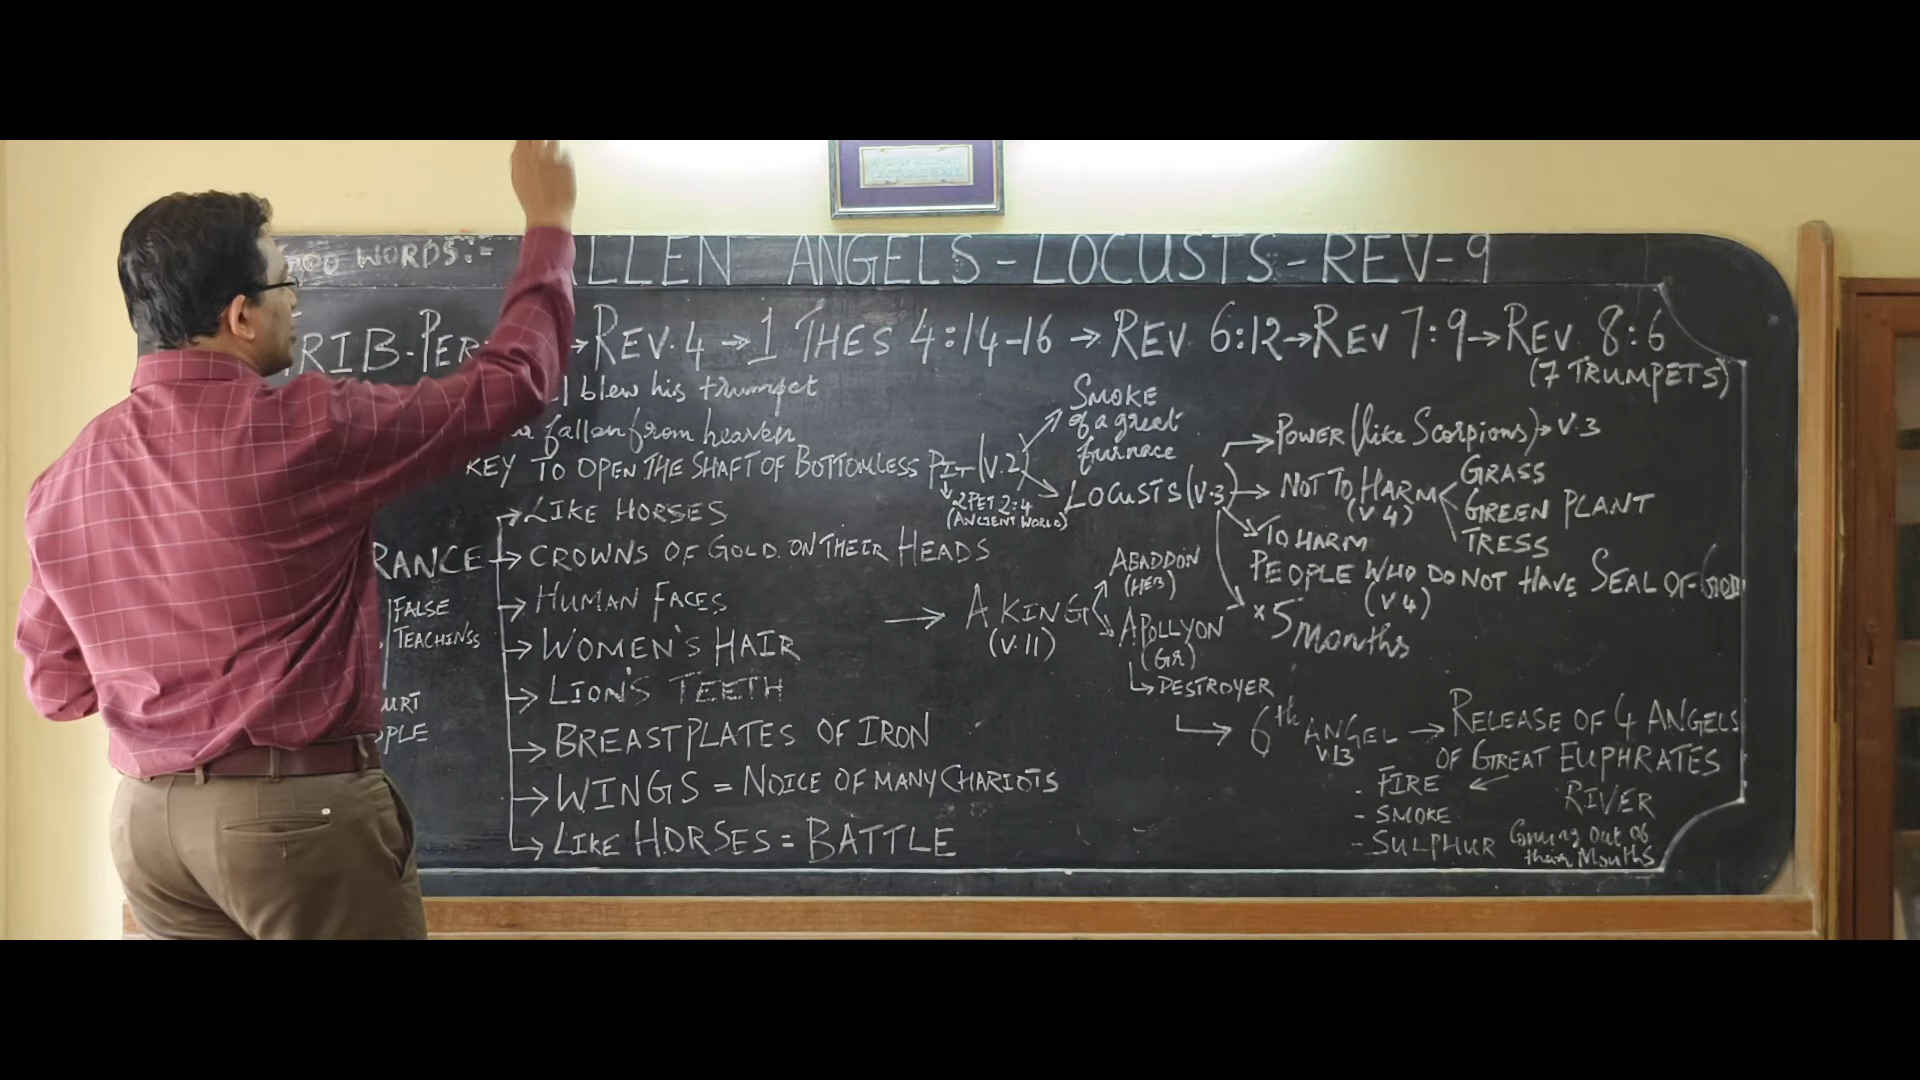 WORDS:-
LLEN ANGELS - LOCUSTS - REV-9
TRIB-PER → REV. 4 → 1 THES 4:14-16 → REV 6:12 → REV 7:9 → REV 8:6
(7 TRUMPETS)
l blew his trumpet
fallen from heaven
KEY TO OPEN THE SHAFT OF BOTTOMLESS PIT (V.2)
2 PET 2:4
(ANCIENT WORLD)
SMOKE
of a great
furnace
LOCUSTS (V.3)
POWER (like Scorpions) → V.3
NOT TO HARM
(V 4)
GRASS
GREEN PLANT
TRESS
TO HARM
PEOPLE WHO DO NOT HAVE SEAL OF GOD
(V 4)
* 5 months
RANCE
→ LIKE HORSES
→ CROWNS OF GOLD ON THEIR HEADS
→ HUMAN FACES
→ WOMEN'S HAIR
→ LION'S TEETH
→ BREASTPLATES OF IRON
→ WINGS = NOICE OF MANY CHARIOTS
→ LIKE HORSES = BATTLE
FALSE
TEACHINSS
URT
OPLE
→ A KING
(V.11)
ABADDON
(HEB)
APOLLYON
(GR)
DESTROYER
→ 6th ANGEL → RELEASE OF 4 ANGELS
V.13
OF GREAT EUPHRATES
RIVER
- FIRE
- SMOKE
- SULPHUR Coming out of
their Mouths